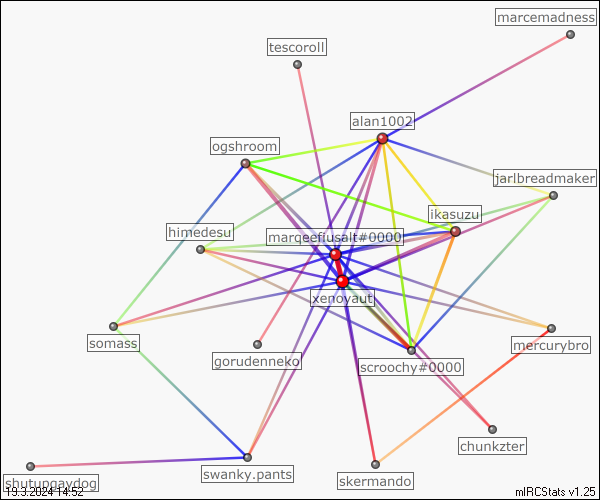 marcemadness
tescoroll
alan1002
ogshroom
jarlbreadmaker
ikasuzu
himedesu
marqeefiusalt#0000
xenoyaut
somass
gorudenneko
scroochy#0000
mercurybro
chunkzter
swanky.pants
skermando
shutupgaydog
19.3.2024 14:52
mIRCStats v1.25